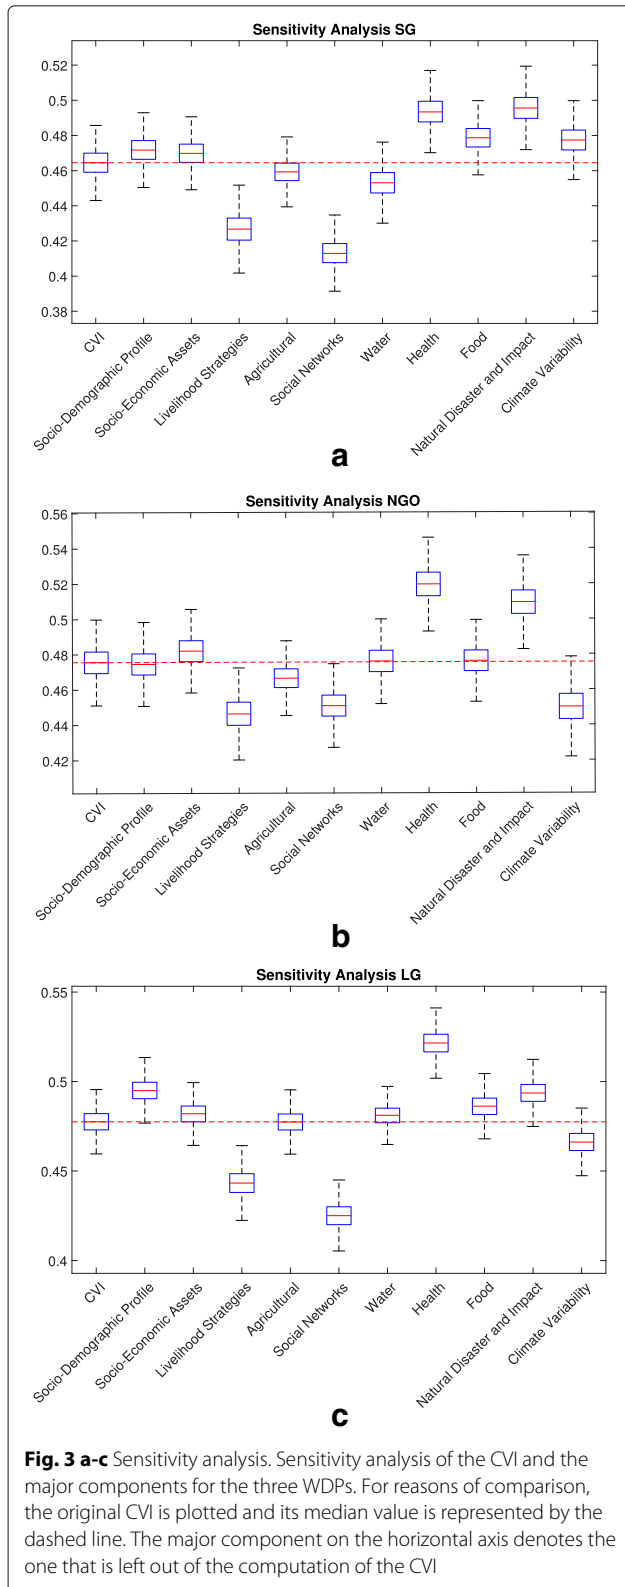 Sensitivity Analysis SG
0.52
0.5
0.48
0.46
0.44
0.42
0.4
0.38
CVI
Socio-Demographic Profile
Socio-Economic Assets
Livelihood Strategies
Agricultural
Social Networks
Water
Health
Food
Natural Disaster and Impact
Climate Variability
a
Sensitivity Analysis NGO
0.56
0.54
0.52
0.5
0.48
0.46
0.44
0.42
CVI
Socio-Demographic Profile
Socio-Economic Assets
Livelihood Strategies
Agricultural
Social Networks
Water
Health
Food
Natural Disaster and Impact
Climate Variability
b
Sensitivity Analysis LG
0.55
0.5
0.45
0.4
CVI
Socio-Demographic Profile
Socio-Economic Assets
Livelihood Strategies
Agricultural
Social Networks
Water
Health
Food
Natural Disaster and Impact
Climate Variability
c
Fig. 3 a-c Sensitivity analysis. Sensitivity analysis of the CVI and the
major components for the three WDPs. For reasons of comparison,
the original CVI is plotted and its median value is represented by the
dashed line. The major component on the horizontal axis denotes the
one that is left out of the computation of the CVI